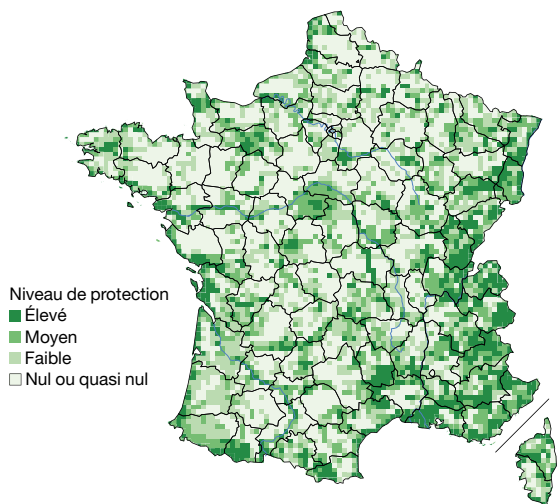 Niveau de protection
Élevé
Moyen
Faible
Nul ou quasi nul